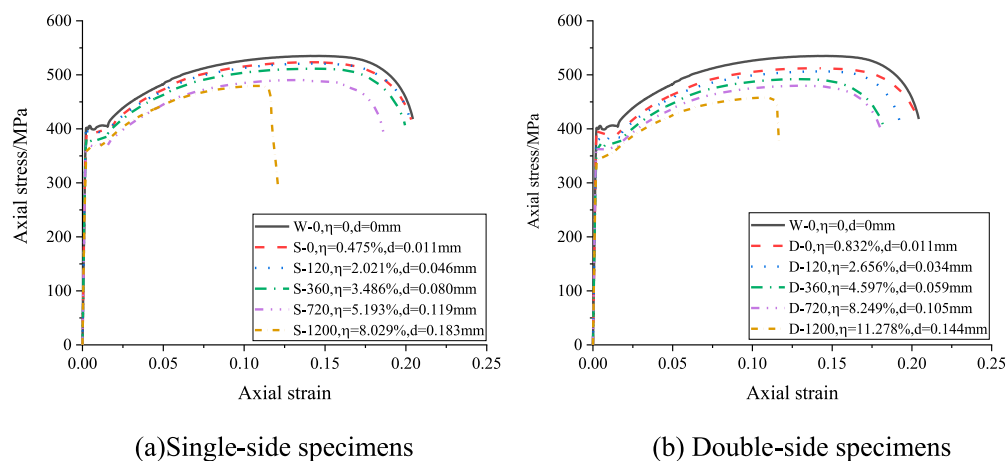 600
500
400
300
200
100
0
Axial stress/MPa
W-0,η=0,d=0mm
S-0,η=0.475%,d=0.011mm
S-120,η=2.021%,d=0.046mm
S-360,η=3.486%,d=0.080mm
S-720,η=5.193%,d=0.119mm
S-1200,η=8.029%,d=0.183mm
0.00 0.05 0.10 0.15 0.20 0.25
Axial strain
(a)Single-side specimens
600
500
400
300
200
100
0
Axial stress/MPa
W-0,η=0,d=0mm
D-0,η=0.832%,d=0.011mm
D-120,η=2.656%,d=0.034mm
D-360,η=4.597%,d=0.059mm
D-720,η=8.249%,d=0.105mm
D-1200,η=11.278%,d=0.144mm
0.00 0.05 0.10 0.15 0.20 0.25
Axial strain
(b) Double-side specimens